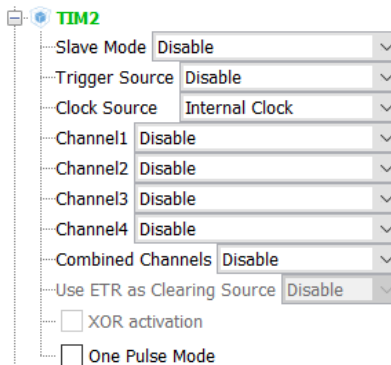 TIM2
Slave Mode Disable
Trigger Source Disable
Clock Source Internal Clock
Channel1 Disable
Channel2 Disable
Channel3 Disable
Channel4 Disable
Combined Channels Disable
Use ETR as Clearing Source Disable
XOR activation
One Pulse Mode